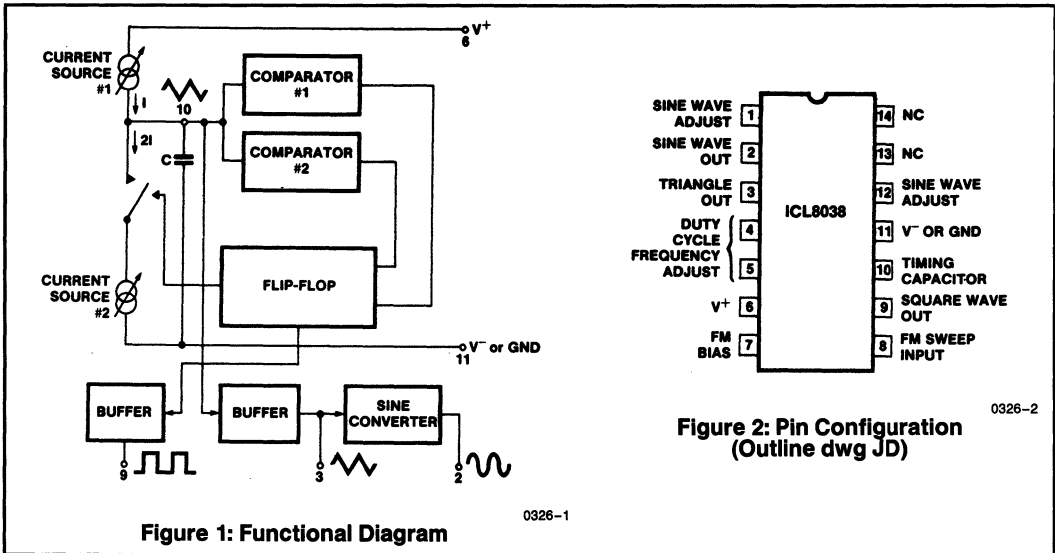 V+
6
CURRENT
SOURCE
#1
I
10
2I
C
COMPARATOR
#1
COMPARATOR
#2
FLIP-FLOP
CURRENT
SOURCE
#2
V− or GND
11
BUFFER
BUFFER
SINE
CONVERTER
9
3
2
0326–1
Figure 1: Functional Diagram
SINE WAVE
ADJUST
1
SINE WAVE
OUT
2
TRIANGLE
OUT
3
DUTY
CYCLE
FREQUENCY
ADJUST
4
5
V+
6
FM
BIAS
7
ICL8038
14 NC
13 NC
12 SINE WAVE
ADJUST
11 V− OR GND
10 TIMING
CAPACITOR
9 SQUARE WAVE
OUT
8 FM SWEEP
INPUT
0326–2
Figure 2: Pin Configuration
(Outline dwg JD)